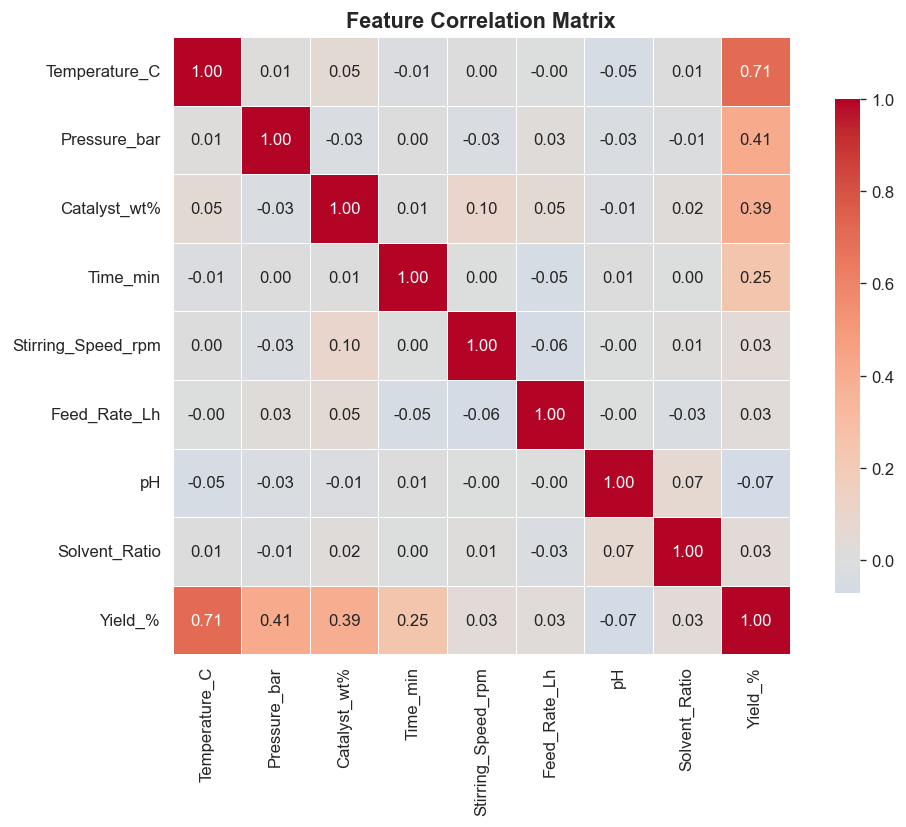 Feature Correlation Matrix
Temperature_C 1.00 0.01 0.05 -0.01 0.00 -0.00 -0.05 0.01 0.71
Pressure_bar 0.01 1.00 -0.03 0.00 -0.03 0.03 -0.03 -0.01 0.41
Catalyst_wt% 0.05 -0.03 1.00 0.01 0.10 0.05 -0.01 0.02 0.39
Time_min -0.01 0.00 0.01 1.00 0.00 -0.05 0.01 0.00 0.25
Stirring_Speed_rpm 0.00 -0.03 0.10 0.00 1.00 -0.06 -0.00 0.01 0.03
Feed_Rate_Lh -0.00 0.03 0.05 -0.05 -0.06 1.00 -0.00 -0.03 0.03
pH -0.05 -0.03 -0.01 0.01 -0.00 -0.00 1.00 0.07 -0.07
Solvent_Ratio 0.01 -0.01 0.02 0.00 0.01 -0.03 0.07 1.00 0.03
Yield_% 0.71 0.41 0.39 0.25 0.03 0.03 -0.07 0.03 1.00
Temperature_C
Pressure_bar
Catalyst_wt%
Time_min
Stirring_Speed_rpm
Feed_Rate_Lh
pH
Solvent_Ratio
Yield_%
1.0
0.8
0.6
0.4
0.2
0.0